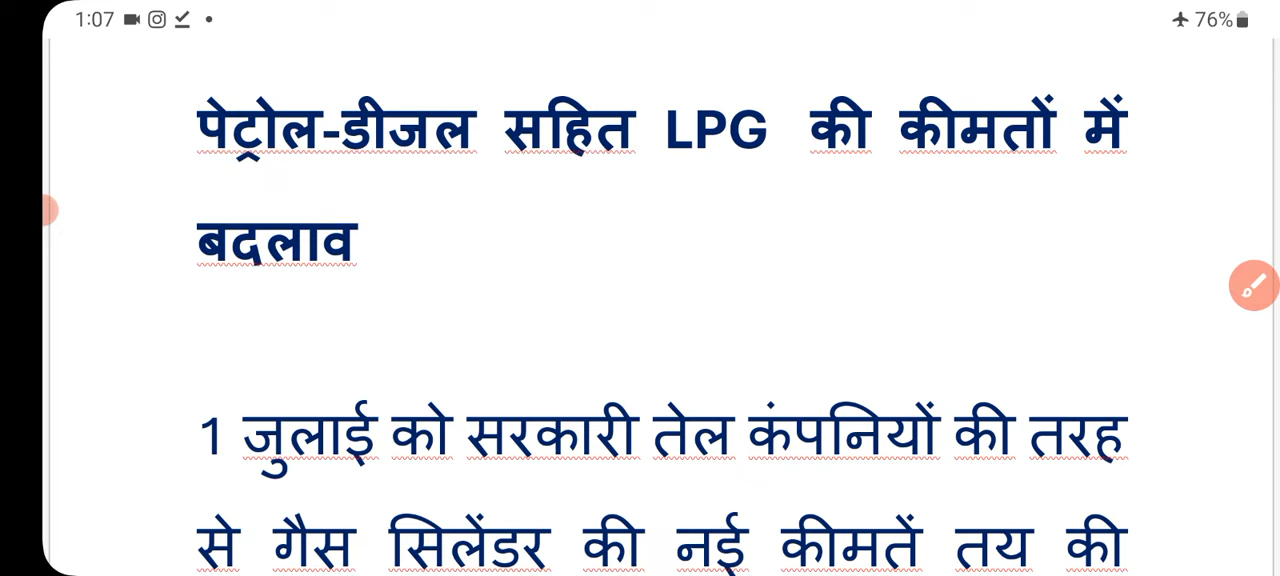 1:07
76%
पेट्रोल-डीजल सहित LPG की कीमतों में
बदलाव
1 जुलाई को सरकारी तेल कंपनियों की तरह
से गैस सिलेंडर की नई कीमतें तय की